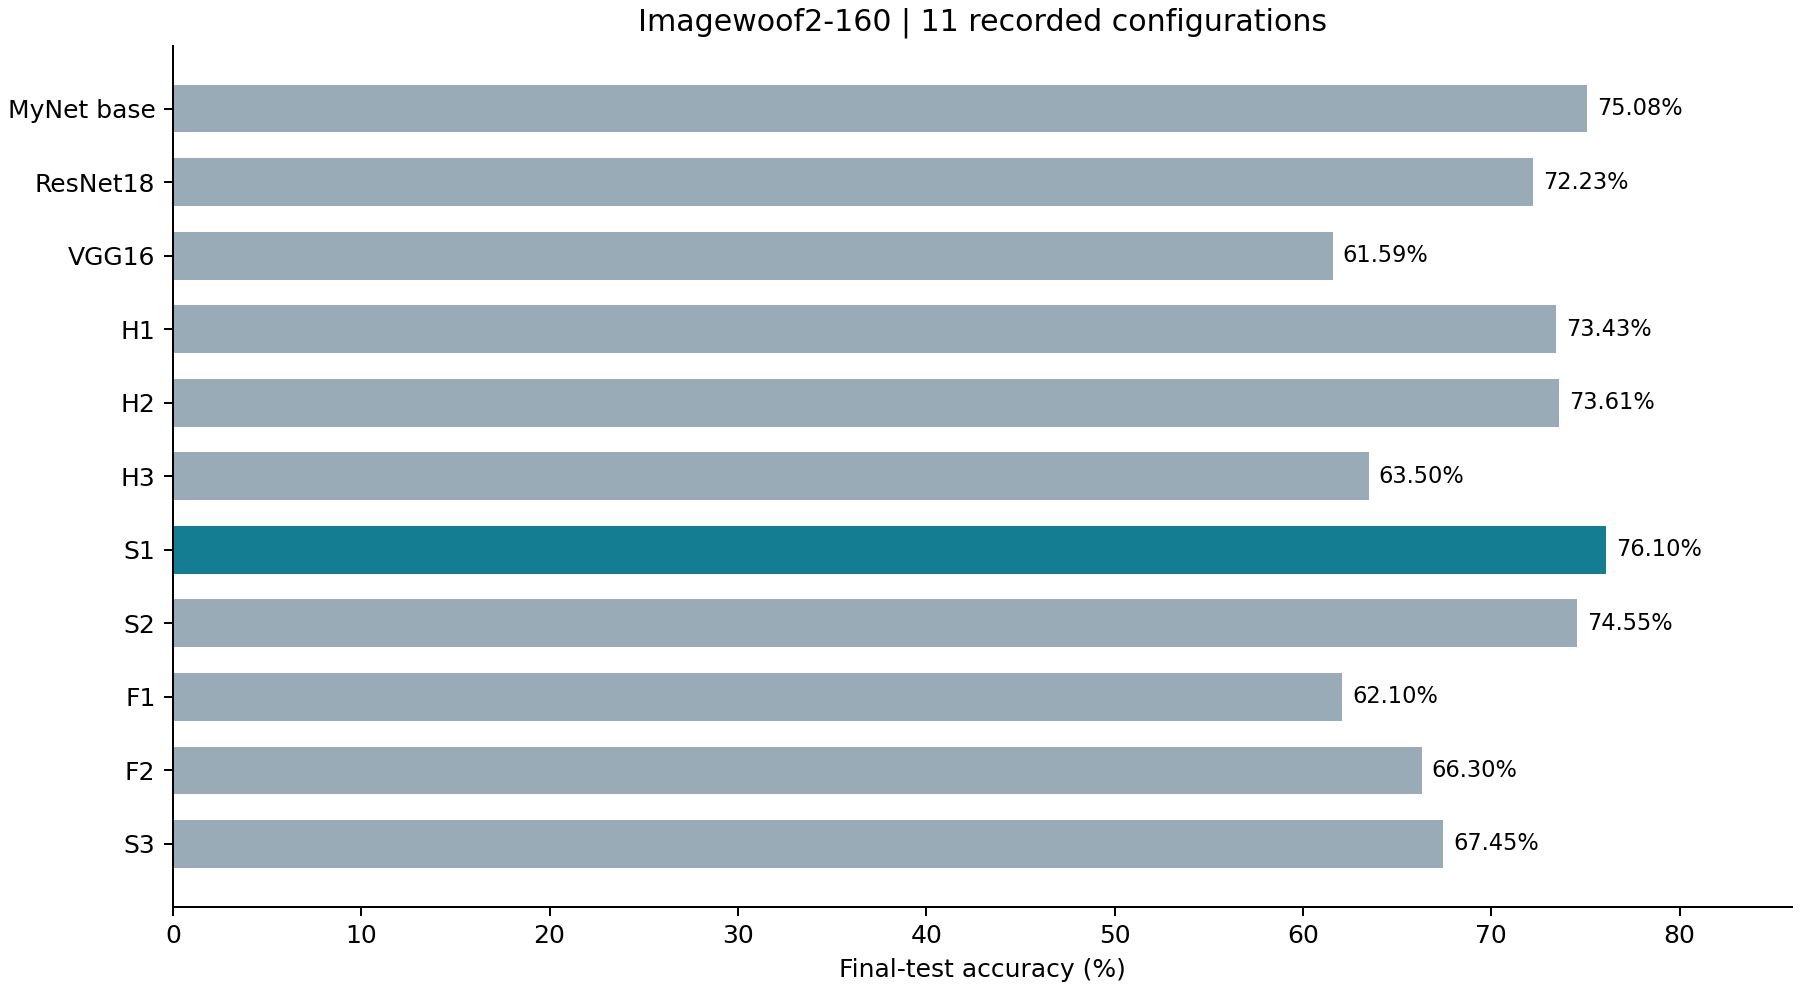 Imagewoof2-160 | 11 recorded configurations
MyNet base 75.08%
ResNet18 72.23%
VGG16 61.59%
H1 73.43%
H2 73.61%
H3 63.50%
S1 76.10%
S2 74.55%
F1 62.10%
F2 66.30%
S3 67.45%
0 10 20 30 40 50 60 70 80
Final-test accuracy (%)